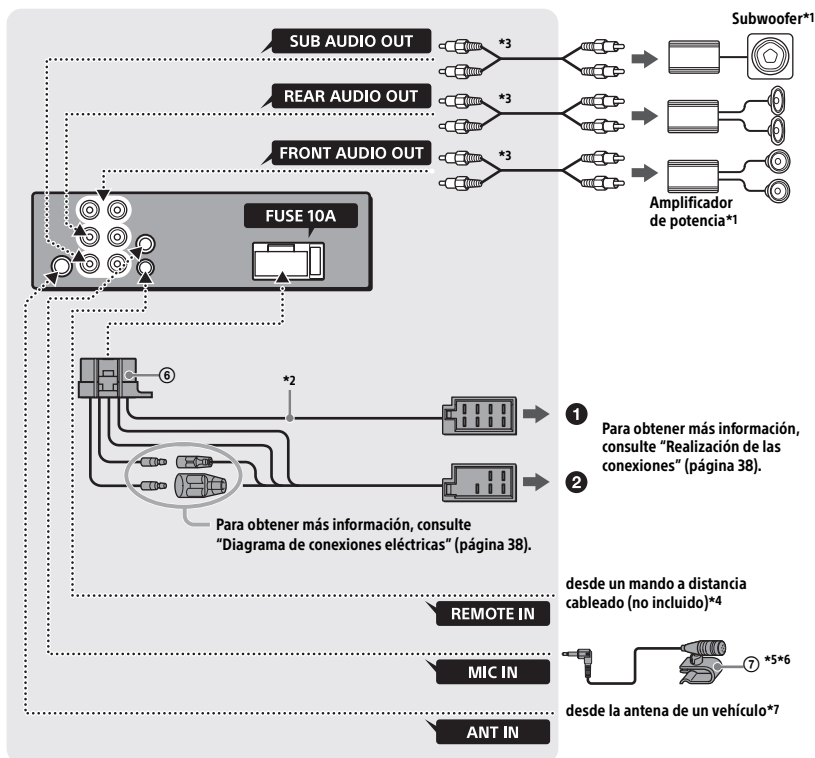 Subwoofer*1
SUB AUDIO OUT
*3
REAR AUDIO OUT
*3
FRONT AUDIO OUT
*3
Amplificador
de potencia*1
FUSE 10A
⑥
*2
❶
Para obtener más información,
consulte “Realización de las
conexiones” (página 38).
❷
Para obtener más información, consulte
“Diagrama de conexiones eléctricas” (página 38).
desde un mando a distancia
cableado (no incluido)*4
REMOTE IN
⑦ *5*6
MIC IN
desde la antena de un vehículo*7
ANT IN